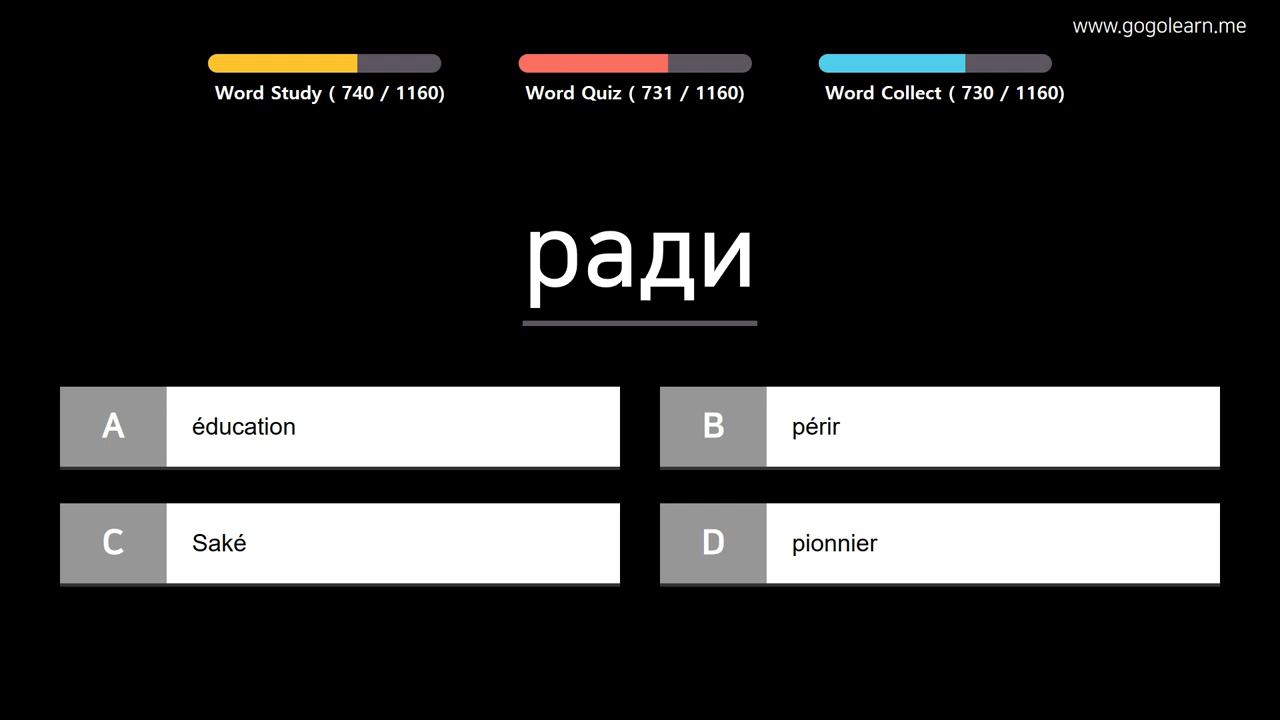 www.gogolearn.me
Word Study ( 740 / 1160)
Word Quiz ( 731 / 1160)
Word Collect ( 730 / 1160)
ради
A éducation
B périr
C Saké
D pionnier